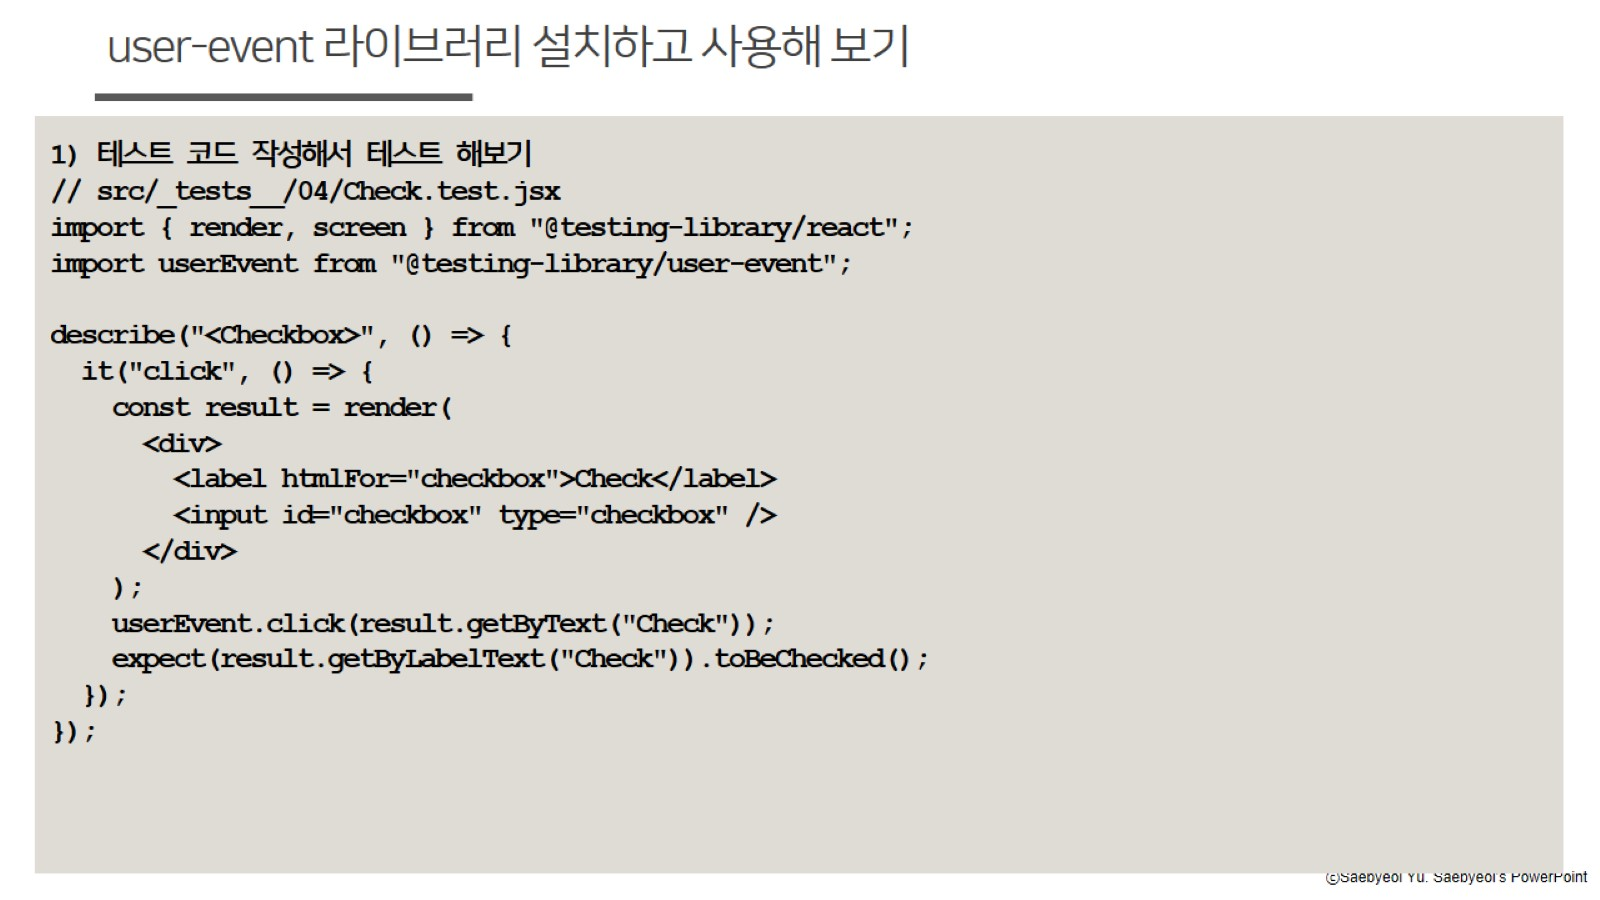 user-event 라이브러리 설치하고 사용해 보기
1) 테스트 코드 작성해서 테스트 해보기
// src/_tests__/04/Check.test.jsx
import { render, screen } from "@testing-library/react";
import userEvent from "@testing-library/user-event";
describe("<Checkbox>", () => {
  it("click", () => {
    const result = render(
      <div>
        <label htmlFor="checkbox">Check</label>
        <input id="checkbox" type="checkbox" />
      </div>
    );
    userEvent.click(result.getByText("Check"));
    expect(result.getByLabelText("Check")).toBeChecked();
  });
});
ⓒSaebyeol Yu. Saebyeol's PowerPoint